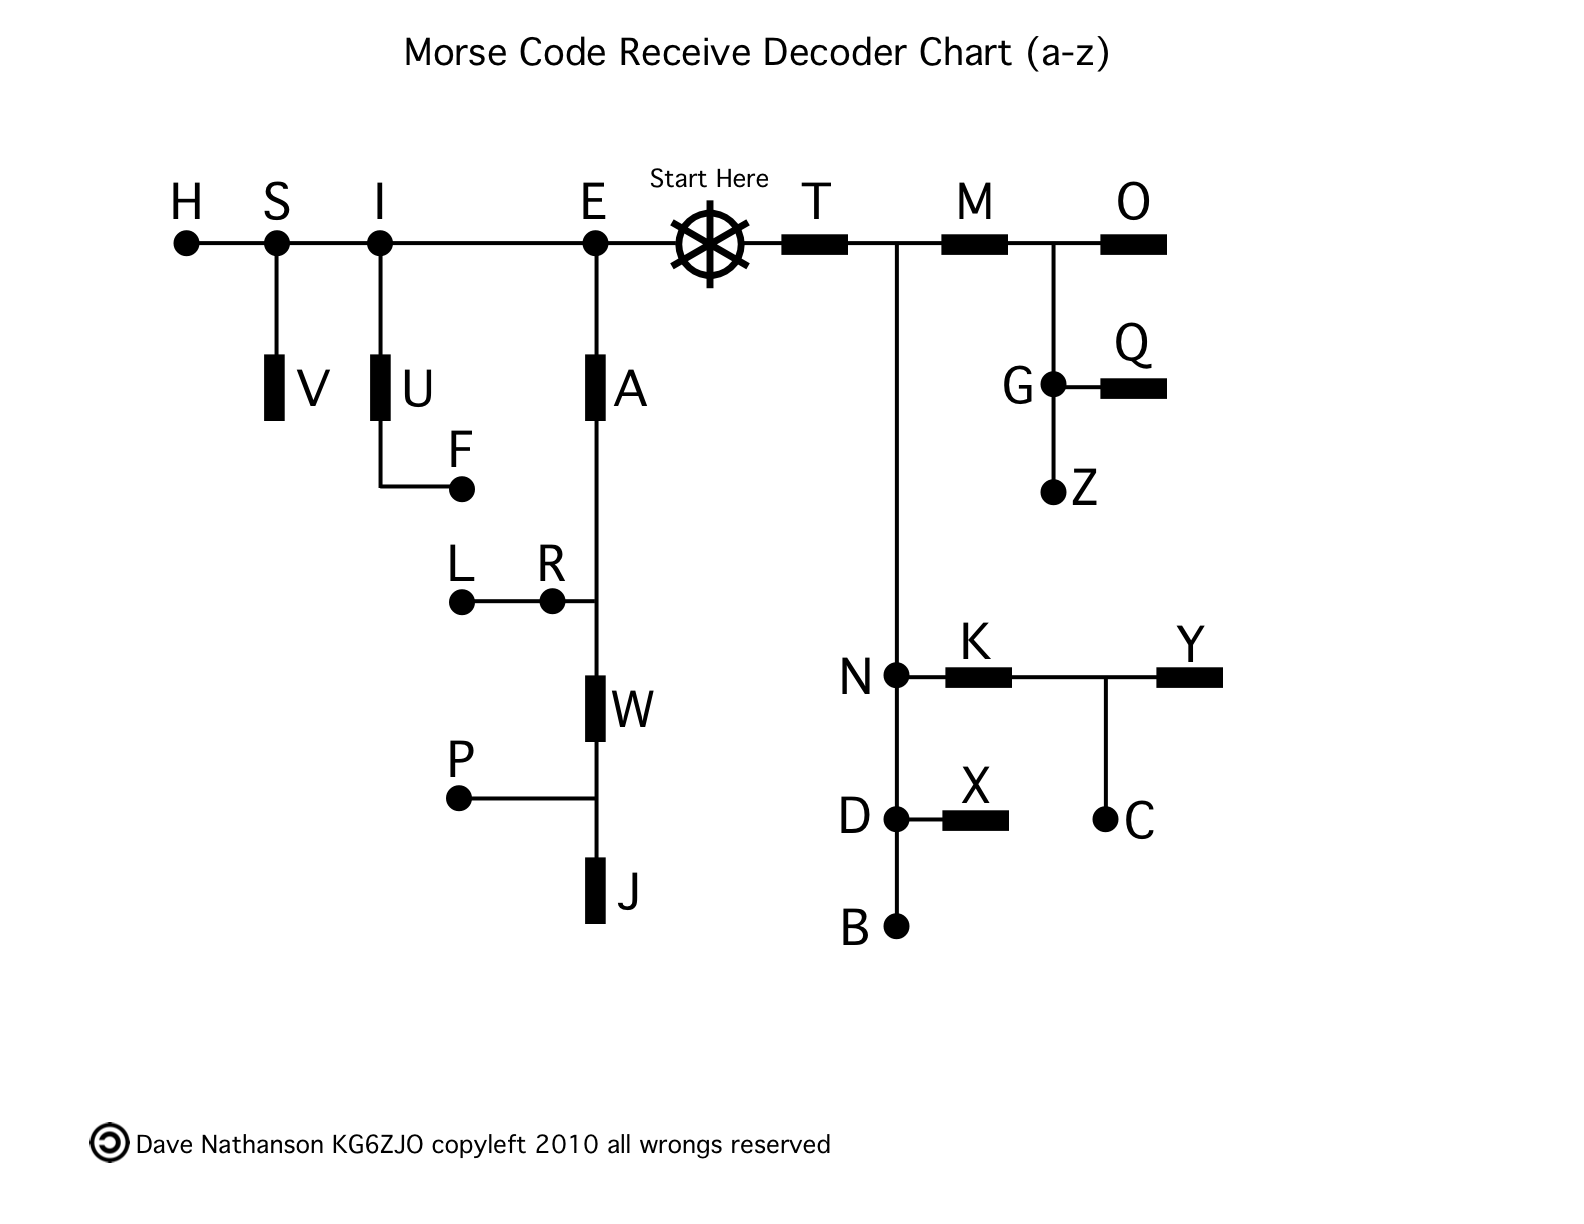 Morse Code Receive Decoder Chart (a-z)
Start Here
H S I E T M O
Q
V U A G
F
Z
L R
K Y
N
W
P
X
D C
J
B
Dave Nathanson KG6ZJO copyleft 2010 all wrongs reserved